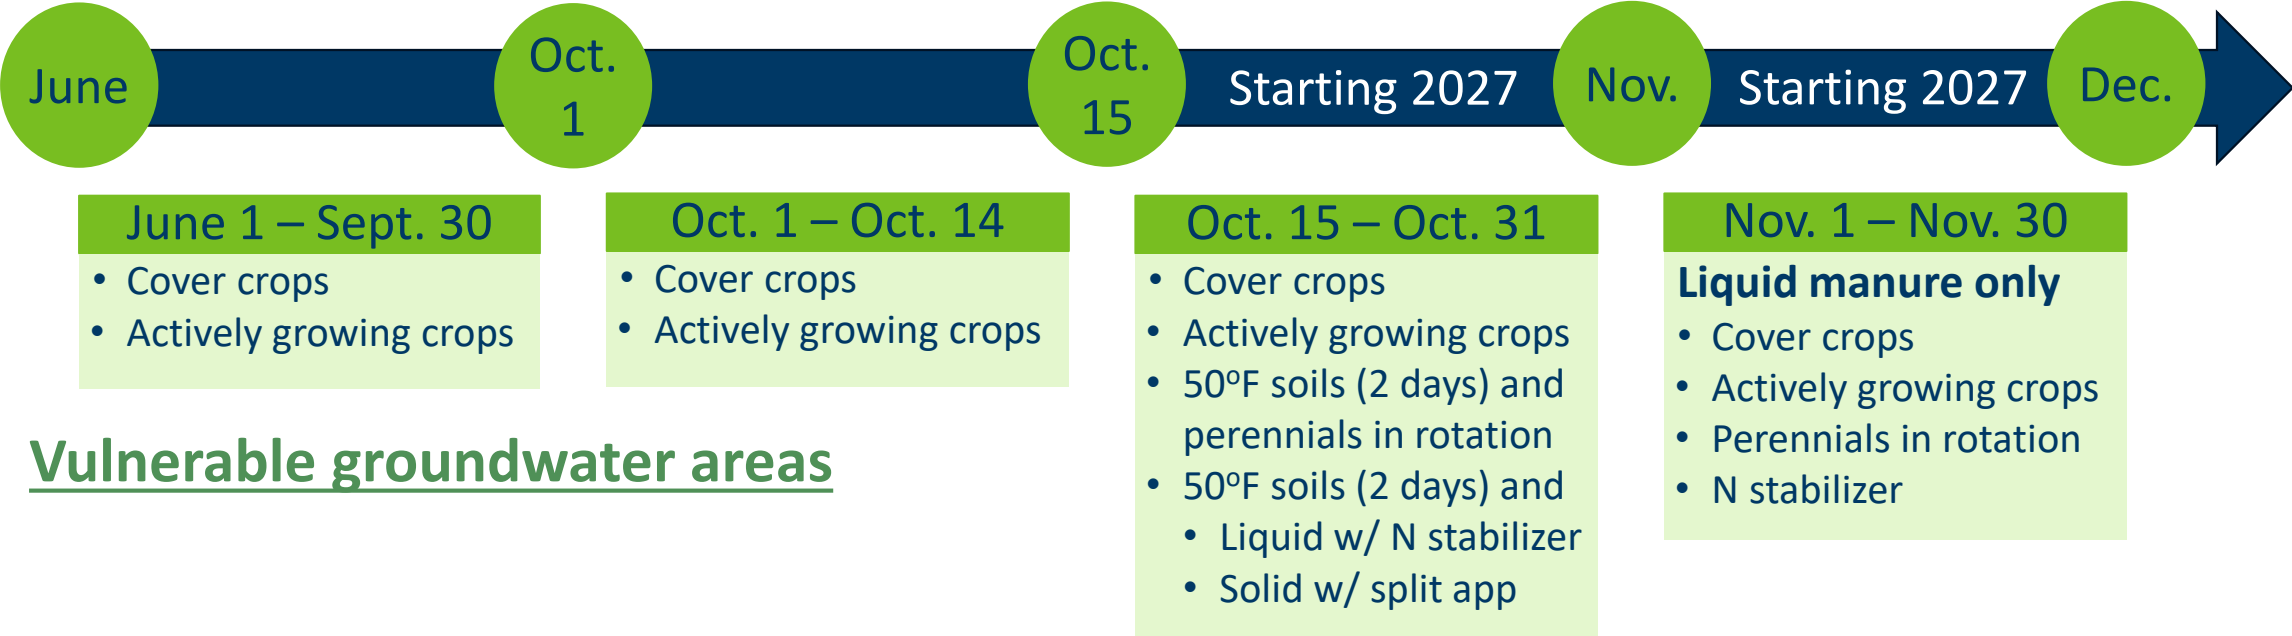 June
Oct.
1
Oct.
15
Starting 2027
Nov.
Starting 2027
Dec.
June 1 – Sept. 30
• Cover crops
• Actively growing crops
Oct. 1 – Oct. 14
• Cover crops
• Actively growing crops
Oct. 15 – Oct. 31
• Cover crops
• Actively growing crops
• 50ºF soils (2 days) and
perennials in rotation
• 50ºF soils (2 days) and
• Liquid w/ N stabilizer
• Solid w/ split app
Nov. 1 – Nov. 30
Liquid manure only
• Cover crops
• Actively growing crops
• Perennials in rotation
• N stabilizer
Vulnerable groundwater areas